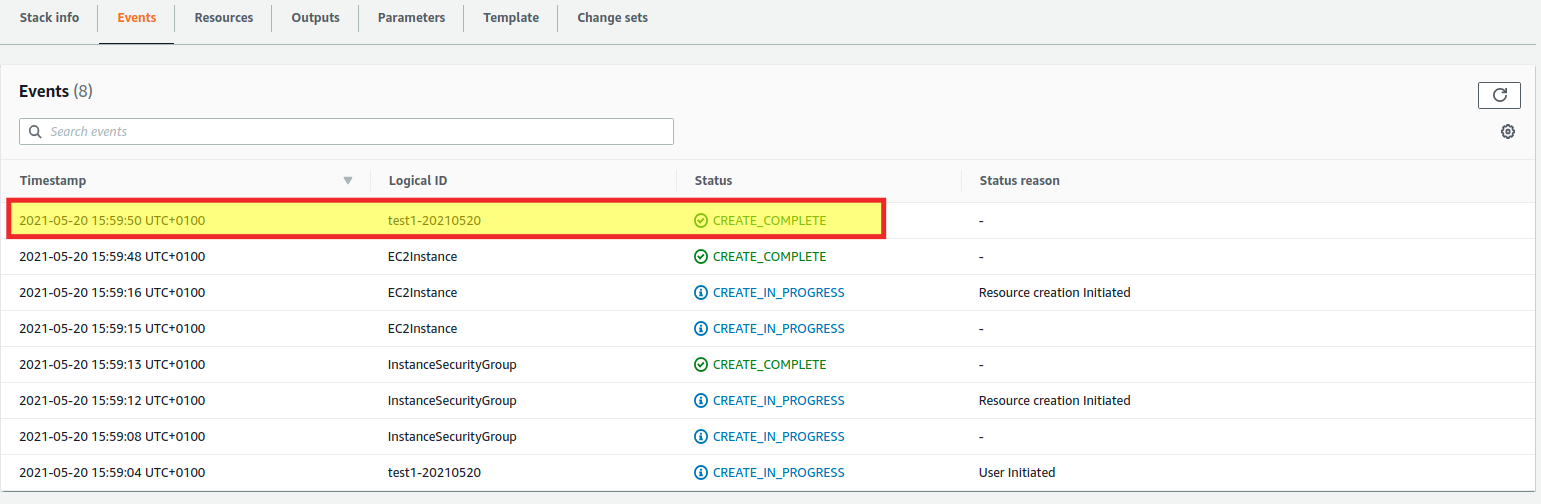 Stack info Events Resources Outputs Parameters Template Change sets
Events (8)
Search events
Timestamp Logical ID Status Status reason
2021-05-20 15:59:50 UTC+0100 test1-20210520 CREATE_COMPLETE -
2021-05-20 15:59:48 UTC+0100 EC2Instance CREATE_COMPLETE -
2021-05-20 15:59:16 UTC+0100 EC2Instance CREATE_IN_PROGRESS Resource creation Initiated
2021-05-20 15:59:15 UTC+0100 EC2Instance CREATE_IN_PROGRESS -
2021-05-20 15:59:13 UTC+0100 InstanceSecurityGroup CREATE_COMPLETE -
2021-05-20 15:59:12 UTC+0100 InstanceSecurityGroup CREATE_IN_PROGRESS Resource creation Initiated
2021-05-20 15:59:08 UTC+0100 InstanceSecurityGroup CREATE_IN_PROGRESS -
2021-05-20 15:59:04 UTC+0100 test1-20210520 CREATE_IN_PROGRESS User Initiated